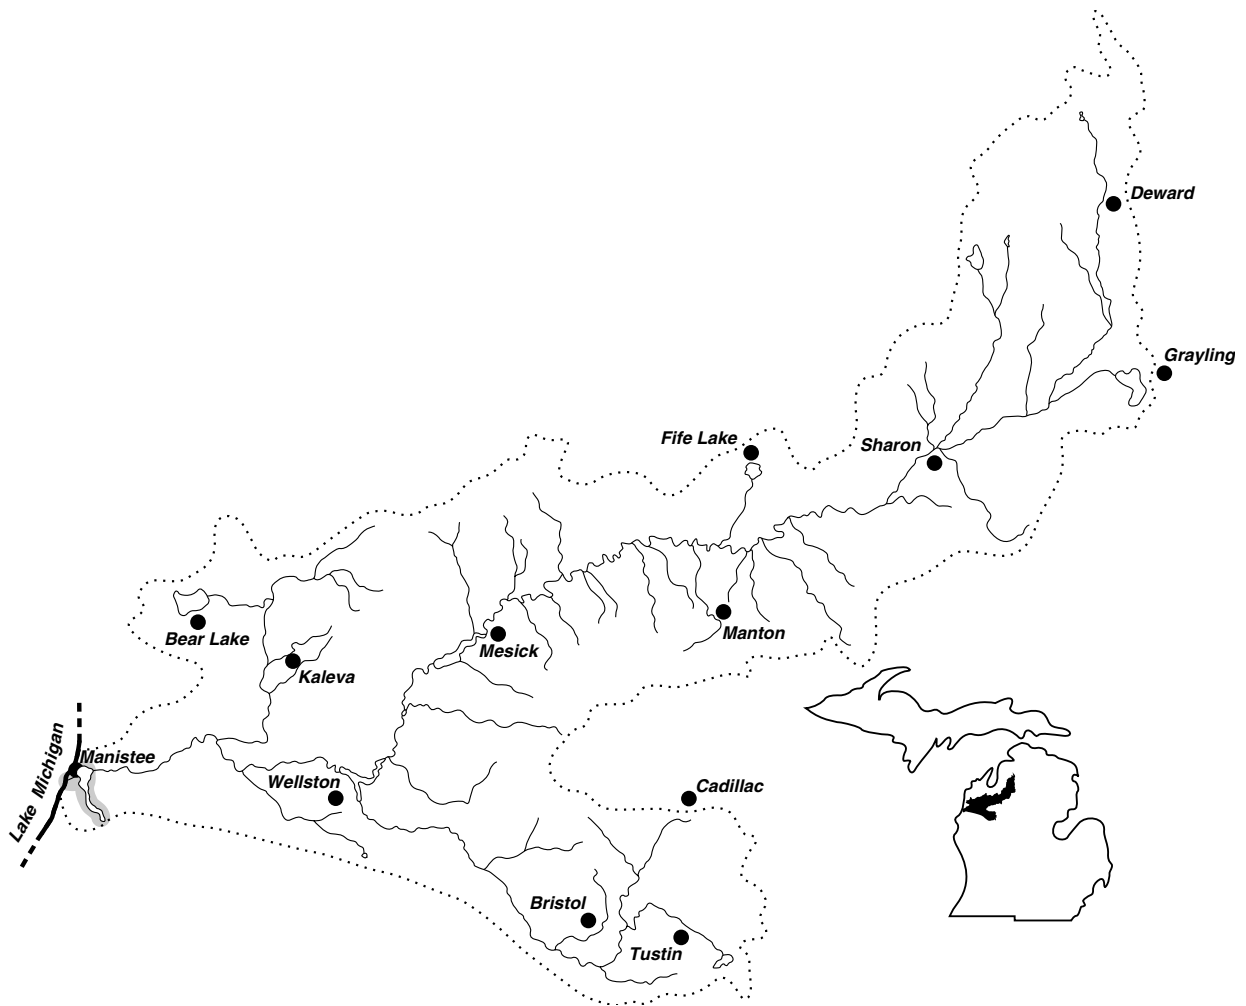 Deward
Grayling
Fife Lake
Sharon
Manton
Bear Lake
Mesick
Kaleva
Lake Michigan
Manistee
Wellston
Cadillac
Bristol
Tustin